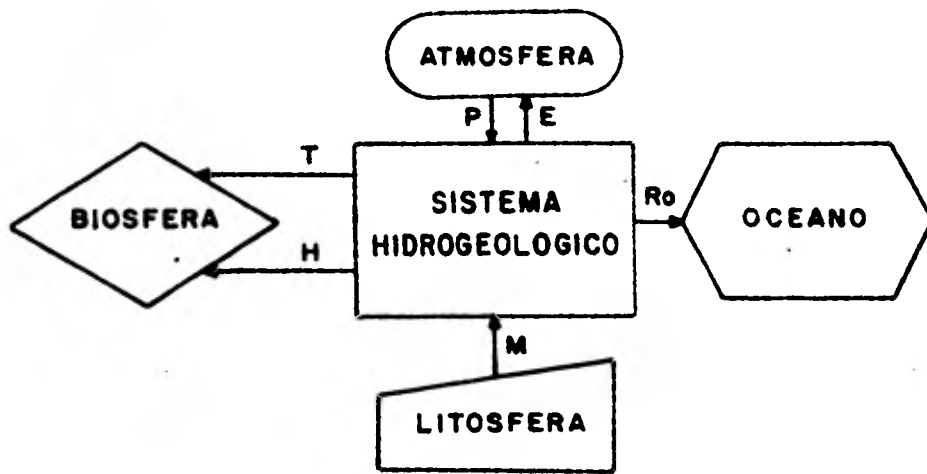 ATMOSFERA
P E
T
BIOSFERA
H
SISTEMA
HIDROGEOLOGICO
Ro
OCEANO
M
LITOSFERA